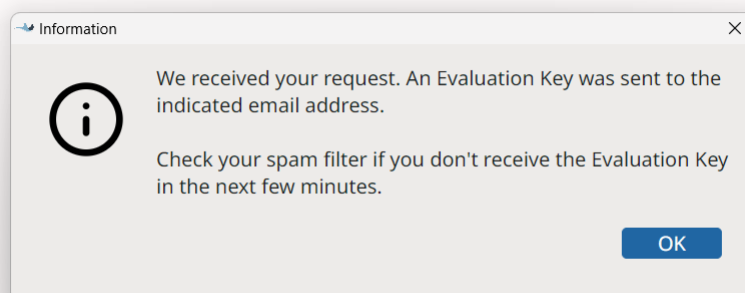 Information
We received your request. An Evaluation Key was sent to the
indicated email address.
Check your spam filter if you don't receive the Evaluation Key
in the next few minutes.
OK